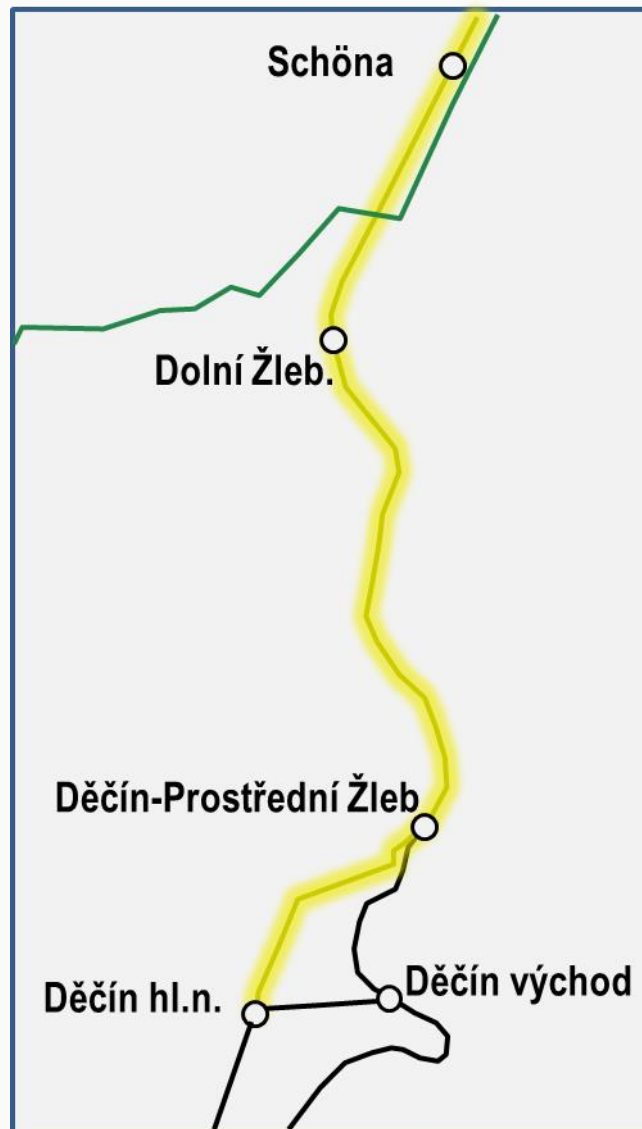 Schöna
Dolní Žleb.
Děčín-Prostřední Žleb
Děčín východ
Děčín hl.n.